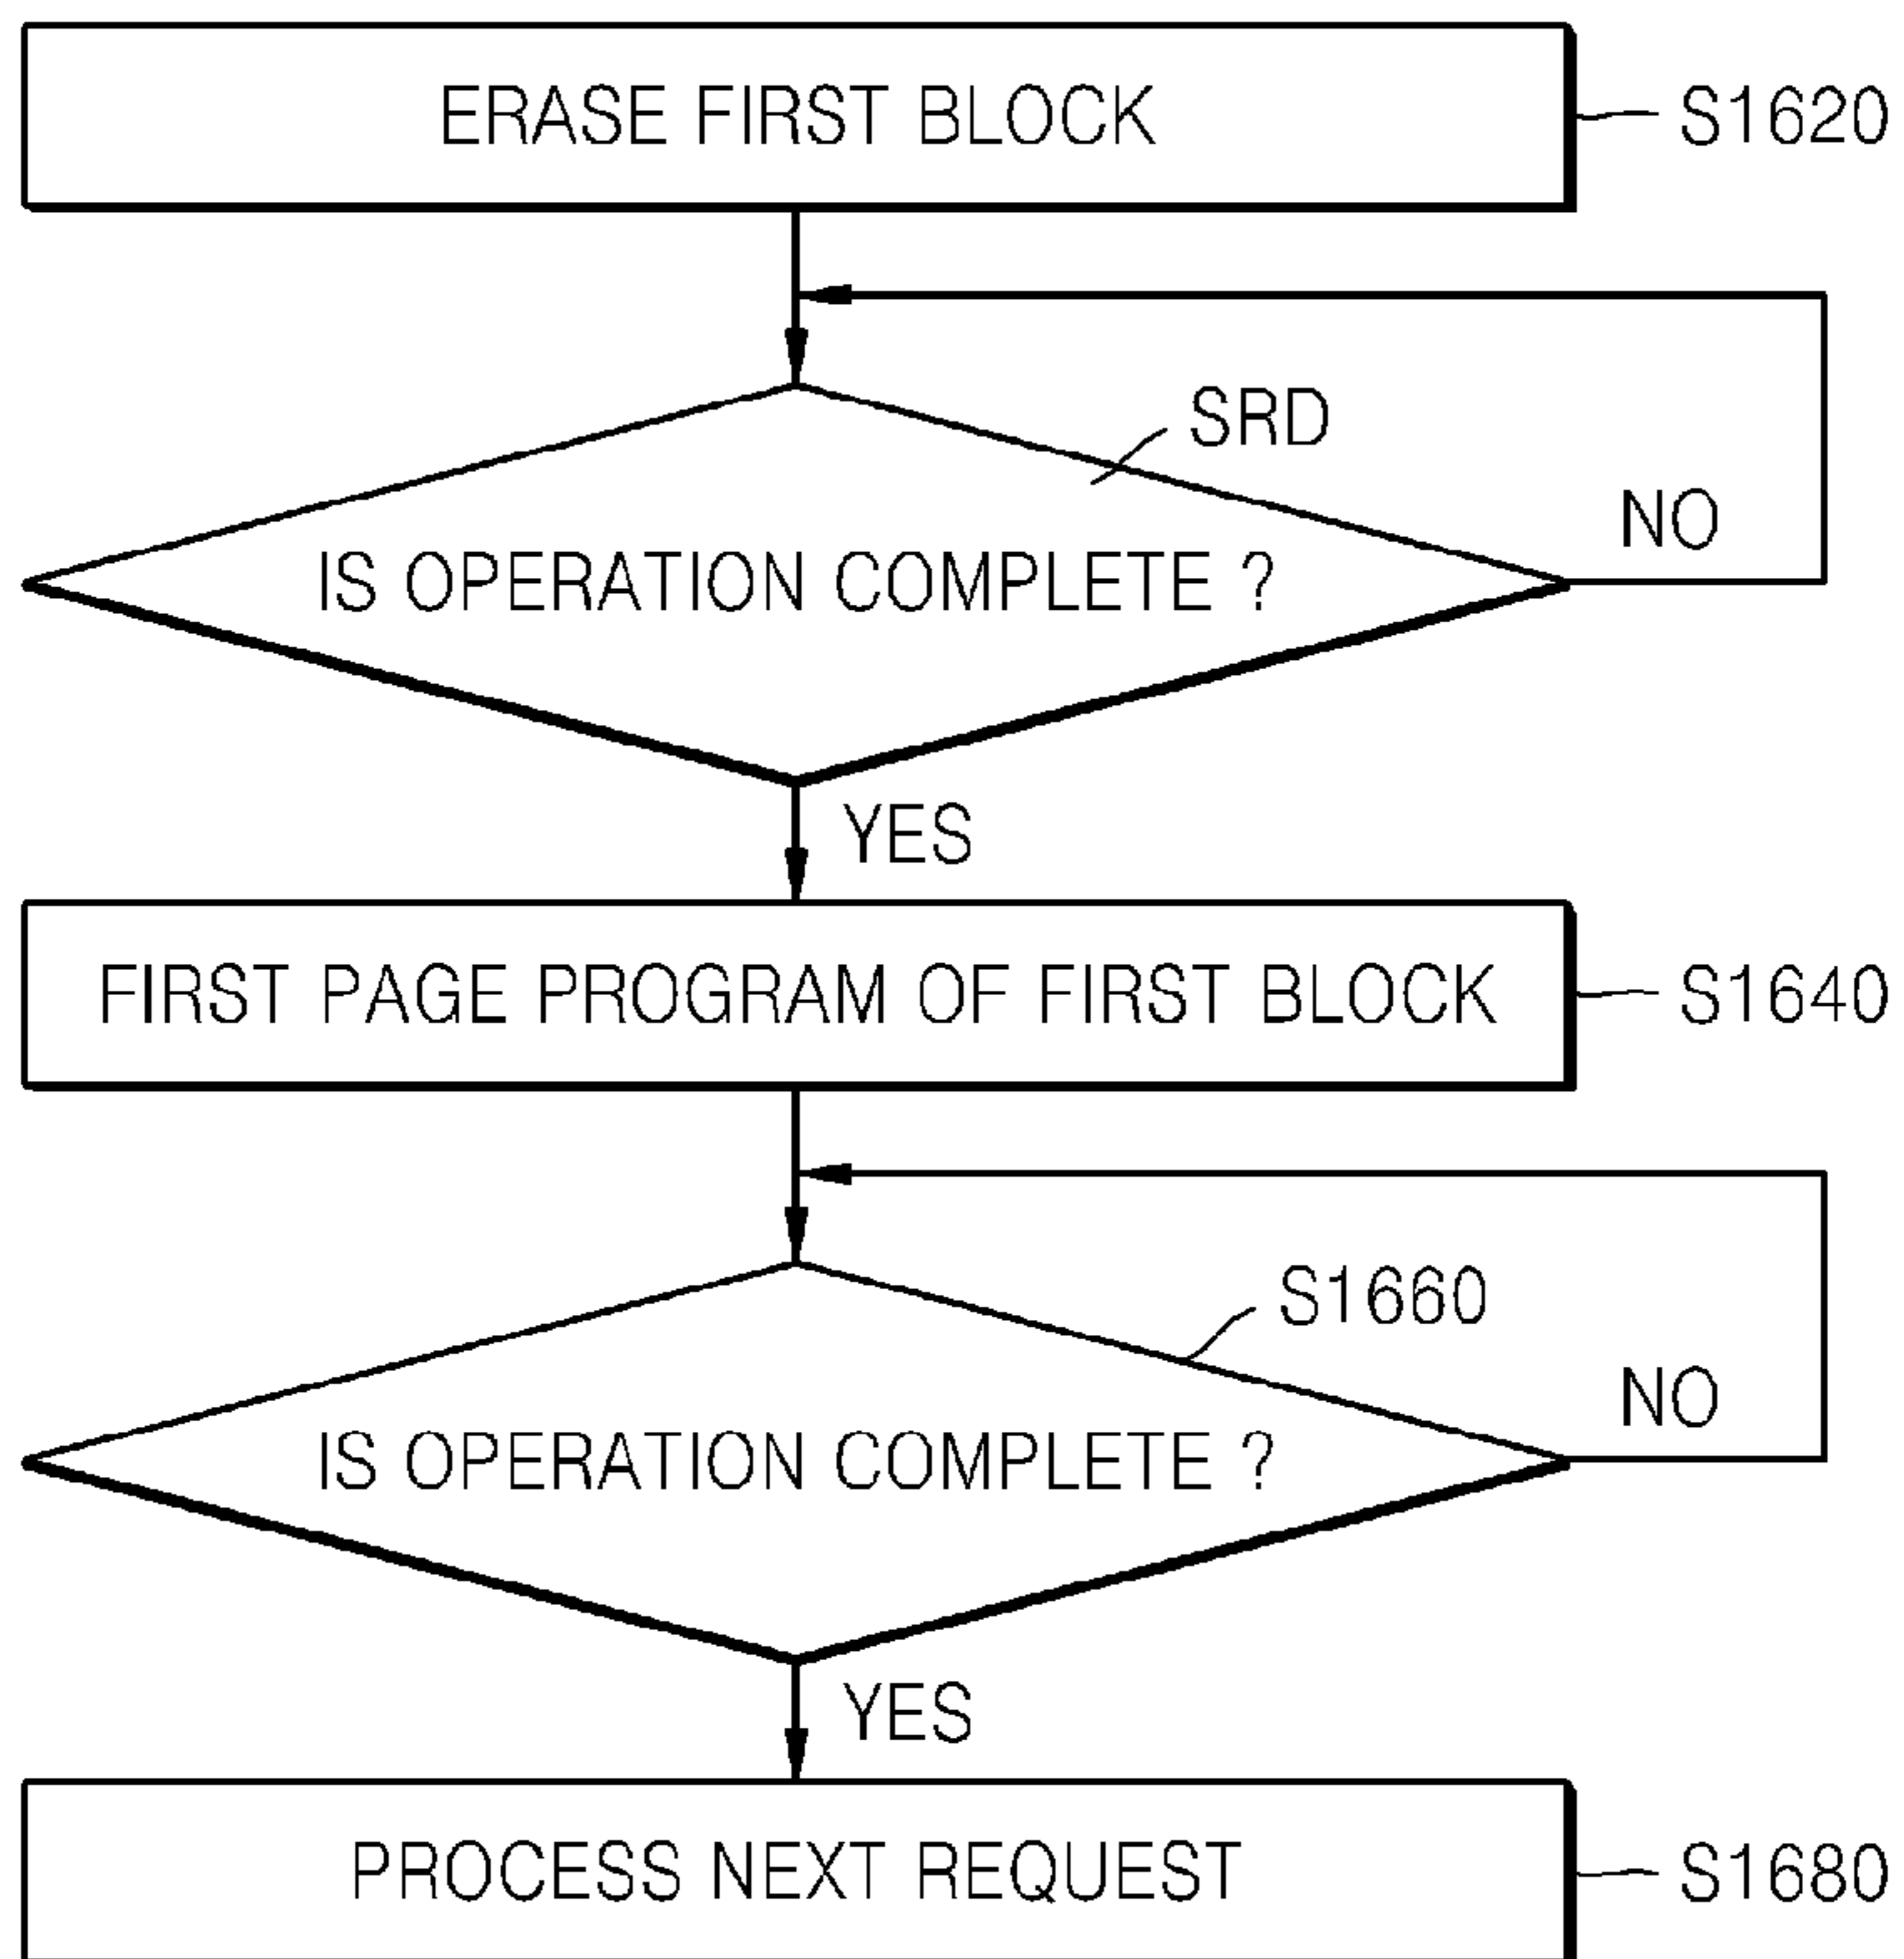 ERASE FIRST BLOCK
S1620
SRD
NO
IS OPERATION COMPLETE ?
YES
FIRST PAGE PROGRAM OF FIRST BLOCK
S1640
S1660
NO
IS OPERATION COMPLETE ?
YES
PROCESS NEXT REQUEST
S1680